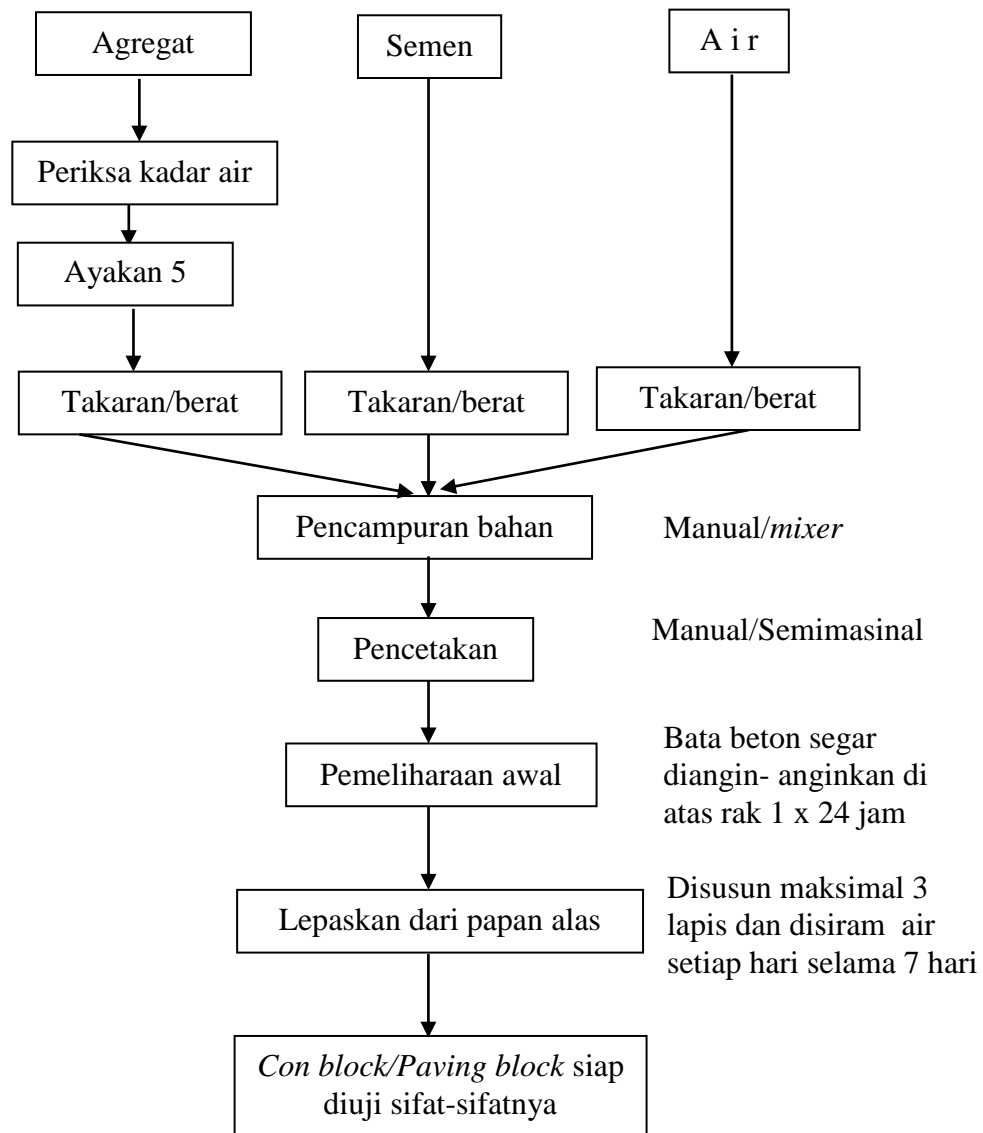 Agregat
Semen
A i r
Periksa kadar air
Ayakan 5
Takaran/berat
Takaran/berat
Takaran/berat
Pencampuran bahan
Manual/mixer
Pencetakan
Manual/Semimasinal
Pemeliharaan awal
Bata beton segar
diangin- anginkan di
atas rak 1 x 24 jam
Lepaskan dari papan alas
Disusun maksimal 3
lapis dan disiram air
setiap hari selama 7 hari
Con block/Paving block siap
diuji sifat-sifatnya